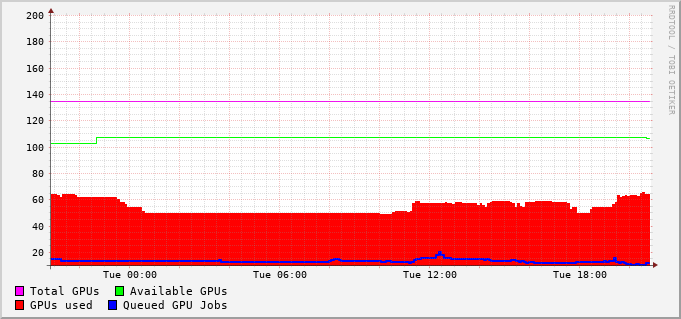 200
180
160
140
120
100
80
60
40
20
Tue 00:00 Tue 06:00 Tue 12:00 Tue 18:00
Total GPUs Available GPUs
GPUs used Queued GPU Jobs
RRDTOOL / TOBI OETIKER